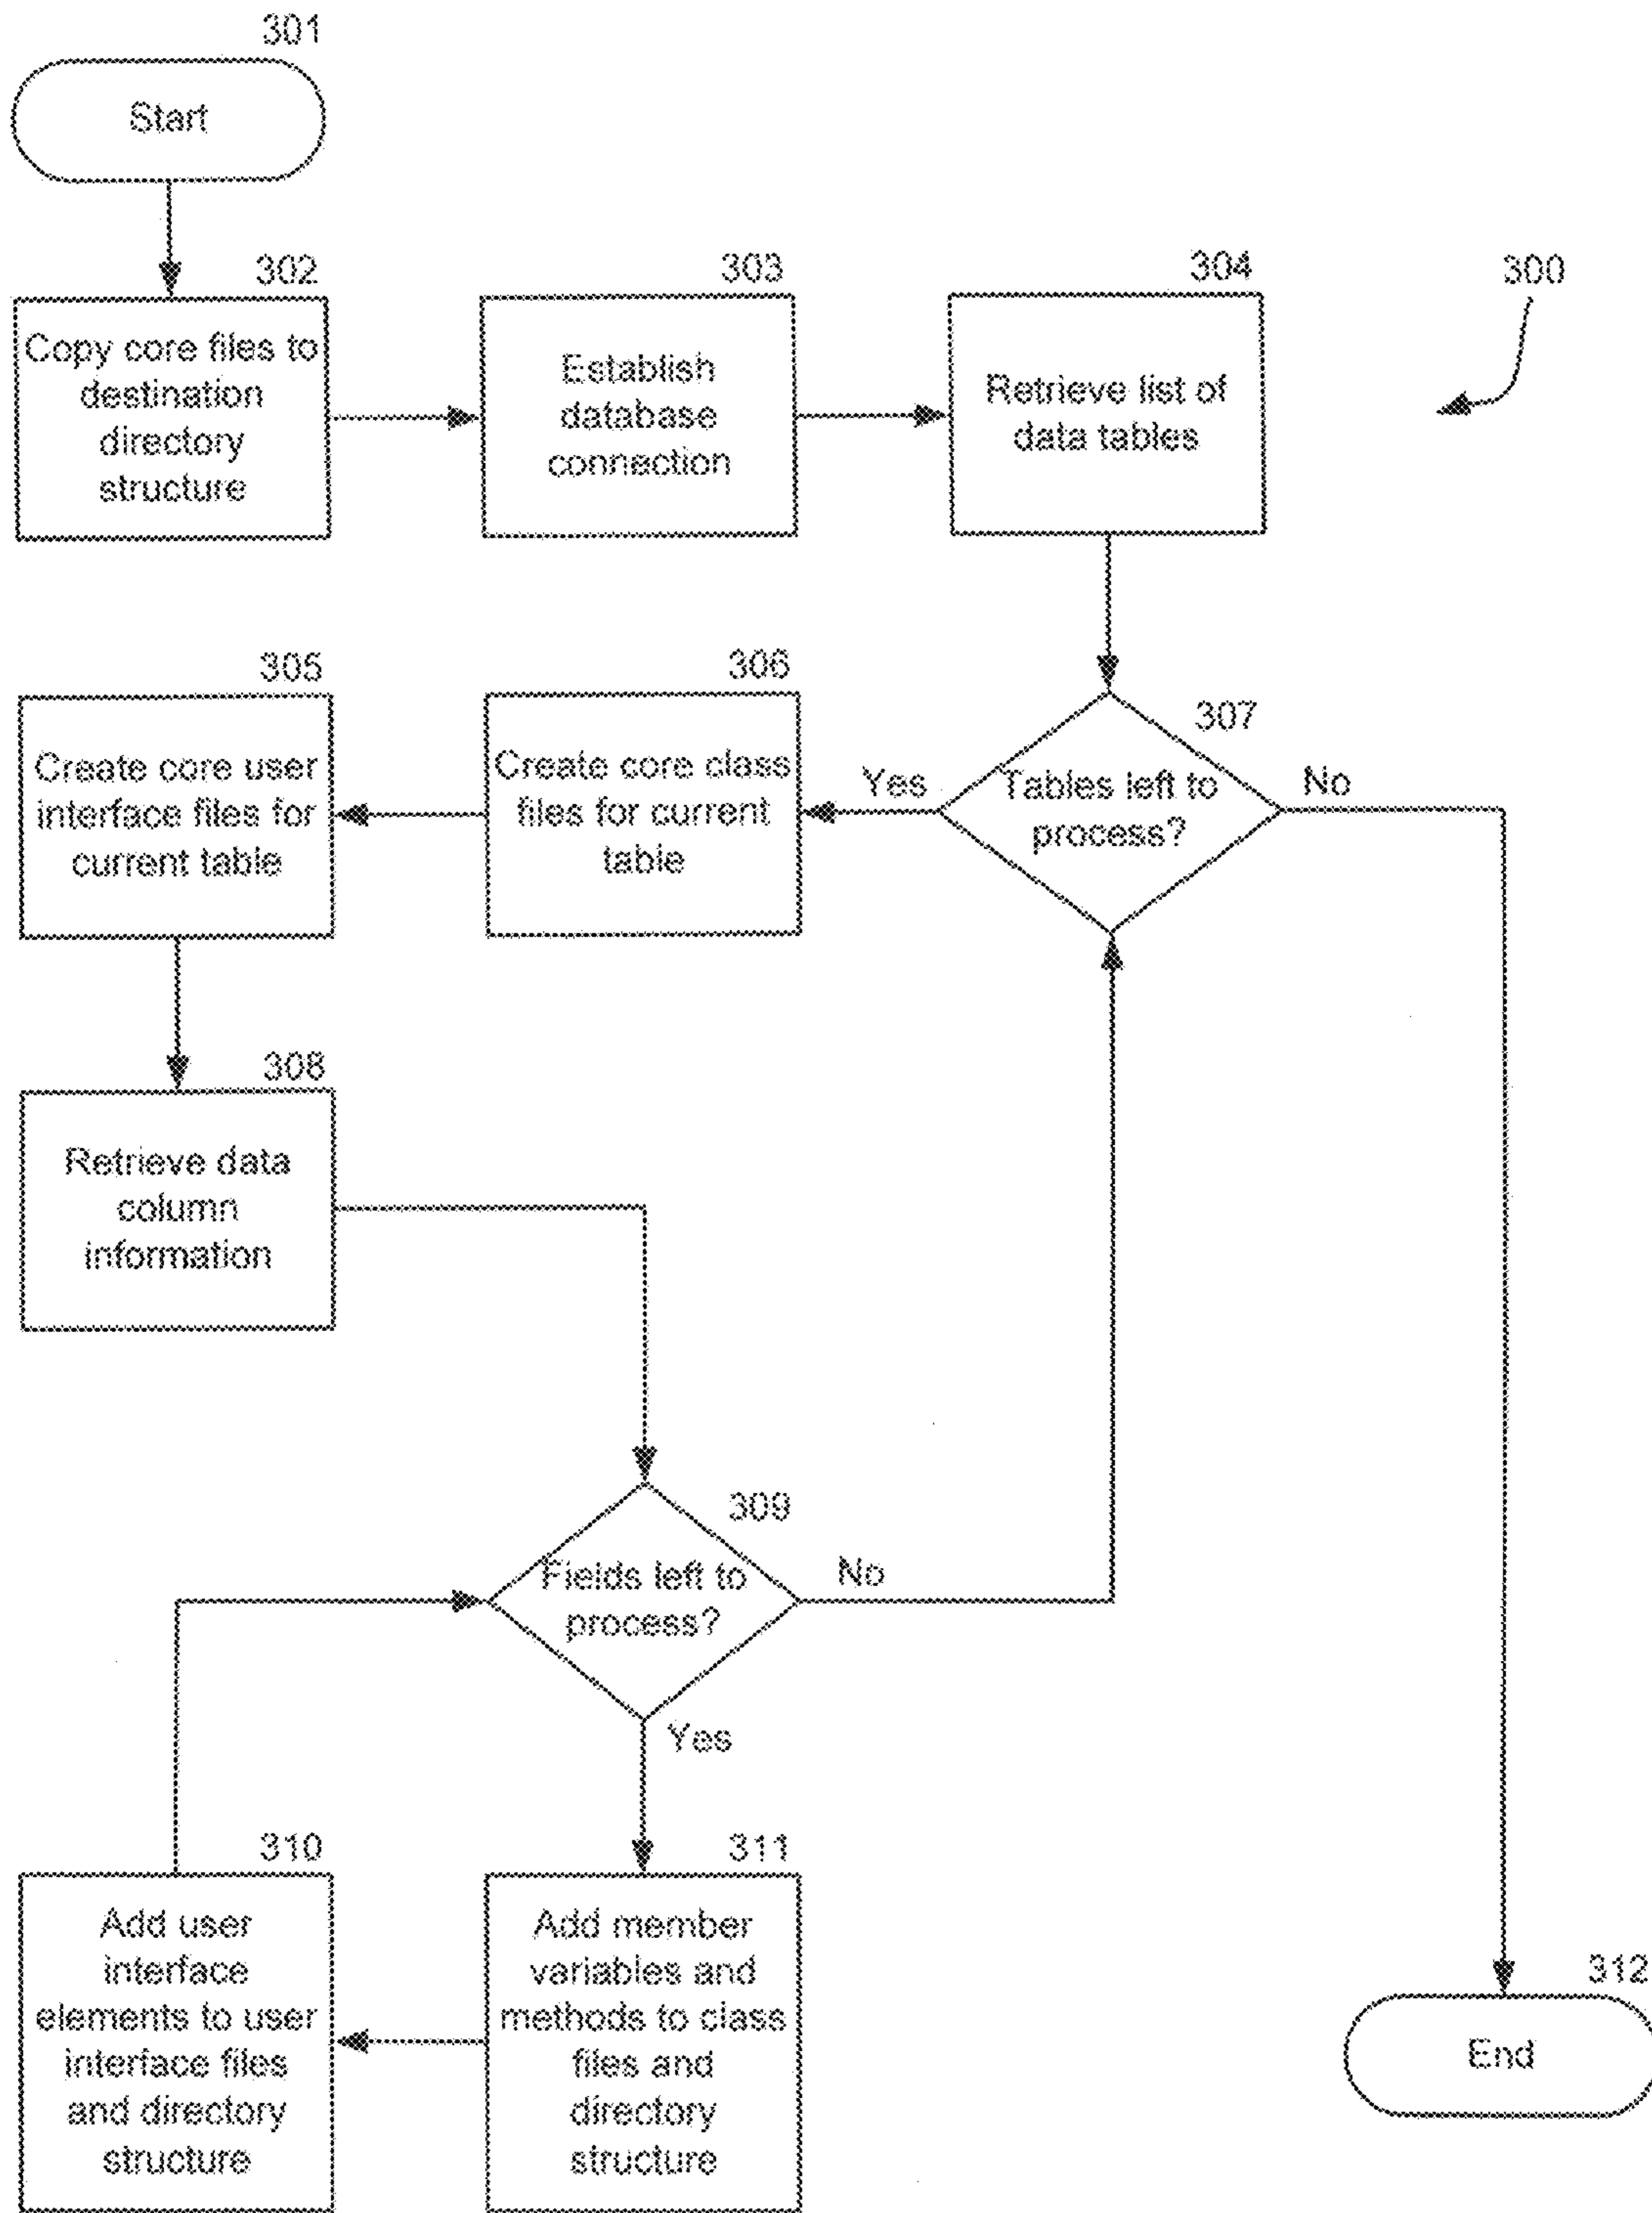 301
Start
302
Copy core files to
destination
directory
structure
303
Establish
database
connection
304
Retrieve list of
data tables
300
305
Create core user
interface files for
current table
306
Create core class
files for current
table
Yes
307
Tables left to
process?
No
308
Retrieve data
column
information
309
Fields left to
process?
No
Yes
310
Add user
interface
elements to user
interface files
and directory
structure
311
Add member
variables and
methods to class
files and
directory
structure
312
End